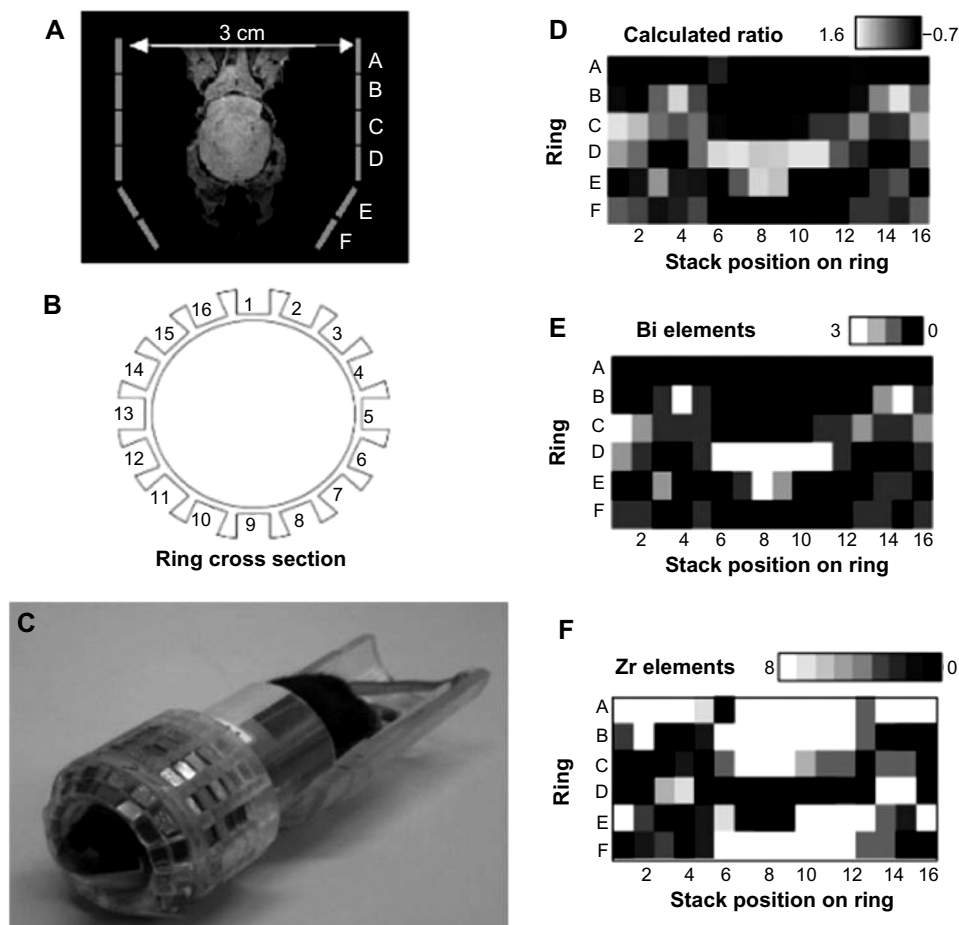 A
3 cm
A
B
C
D
E
F
B
1
2
3
4
5
6
7
8
9
10
11
12
13
14
15
16
Ring cross section
C
D
Calculated ratio
1.6
−0.7
Ring
A
B
C
D
E
F
2 4 6 8 10 12 14 16
Stack position on ring
E
Bi elements
3
0
Ring
A
B
C
D
E
F
2 4 6 8 10 12 14 16
Stack position on ring
F
Zr elements
8
0
Ring
A
B
C
D
E
F
2 4 6 8 10 12 14 16
Stack position on ring